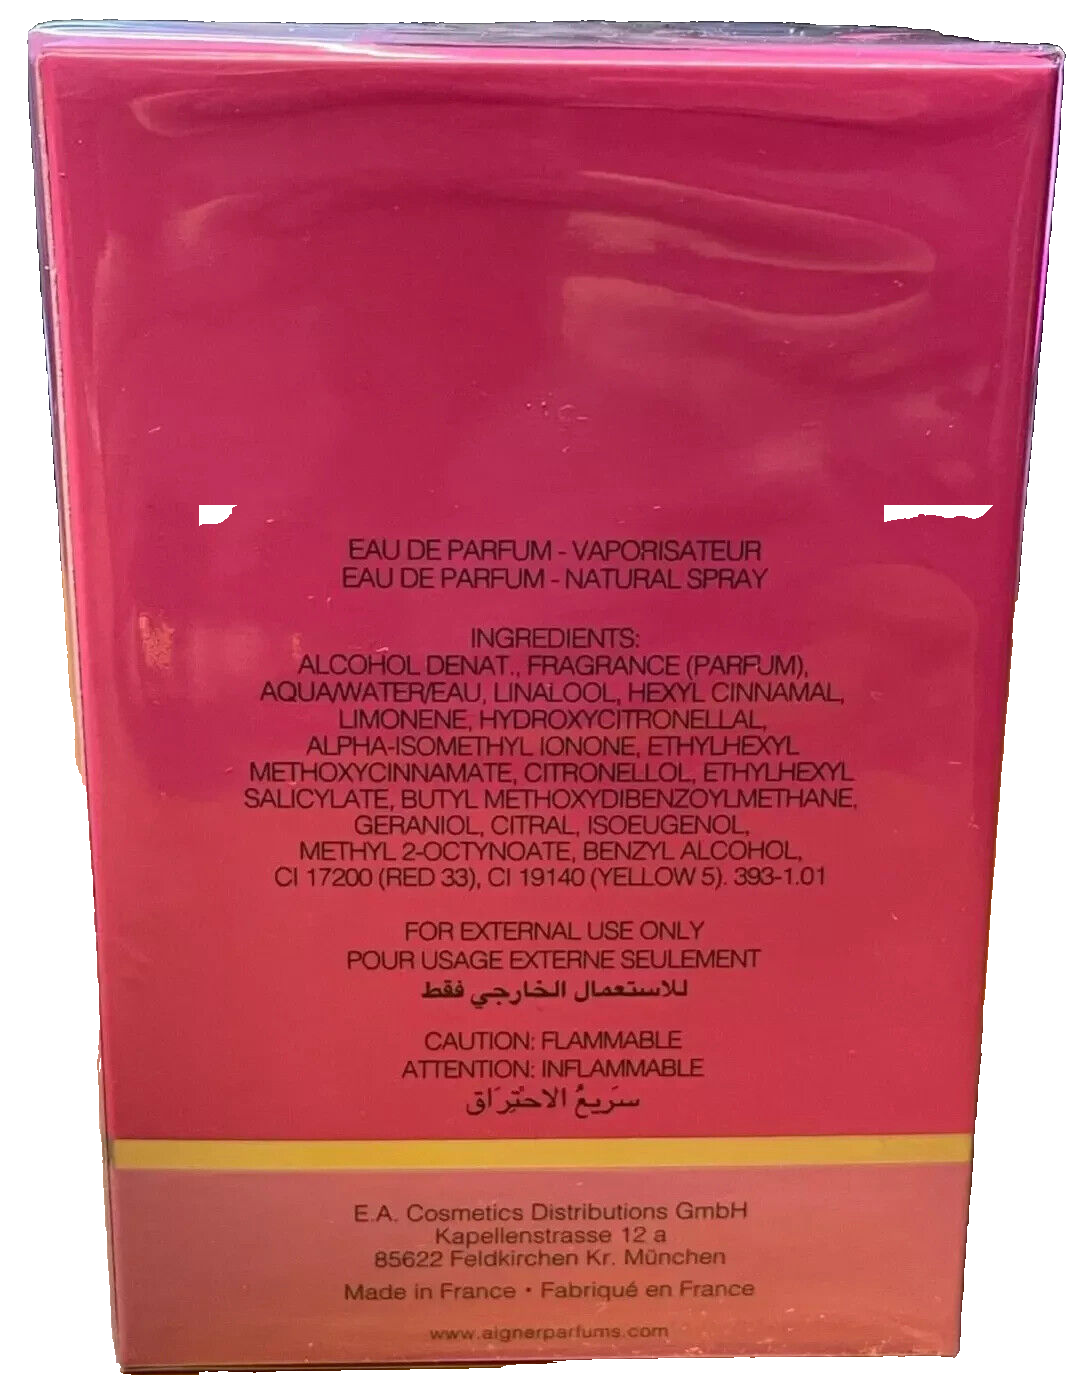 EAU DE PARFUM - VAPORISATEUR
EAU DE PARFUM - NATURAL SPRAY
INGREDIENTS:
ALCOHOL DENAT., FRAGRANCE (PARFUM),
AQUA/WATER/EAU, LINALOOL, HEXYL CINNAMAL,
LIMONENE, HYDROXYCITRONELLAL,
ALPHA-ISOMETHYL IONONE, ETHYLHEXYL
METHOXYCINNAMATE, CITRONELLOL, ETHYLHEXYL
SALICYLATE, BUTYL METHOXYDIBENZOYLMETHANE,
GERANIOL, CITRAL, ISOEUGENOL,
METHYL 2-OCTYNOATE, BENZYL ALCOHOL,
CI 17200 (RED 33), CI 19140 (YELLOW 5). 393-1.01
FOR EXTERNAL USE ONLY
POUR USAGE EXTERNE SEULEMENT
للاستعمال الخارجي فقط
CAUTION: FLAMMABLE
ATTENTION: INFLAMMABLE
سَريعُ الاحْتِرَاق
E.A. Cosmetics Distributions GmbH
Kapellenstrasse 12 a
85622 Feldkirchen Kr. München
Made in France • Fabriqué en France
www.aignerparfums.com